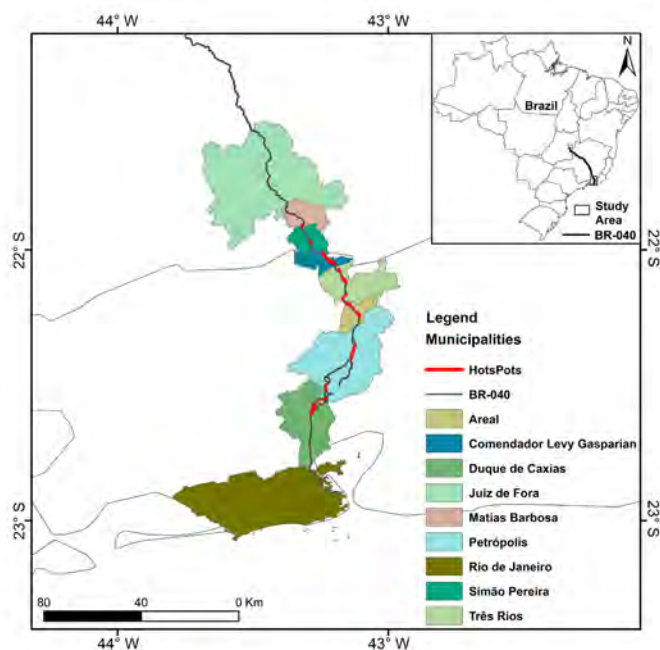 44° W
43° W
N
Brazil
Study
Area
BR-040
22° S
22° S
Legend
Municipalities
HotsPots
BR-040
Areal
Comendador Levy Gasparian
Duque de Caxias
Juiz de Fora
Matias Barbosa
Petrópolis
Rio de Janeiro
Simão Pereira
Três Rios
23° S
23° S
80
40
0 Km
44° W
43° W